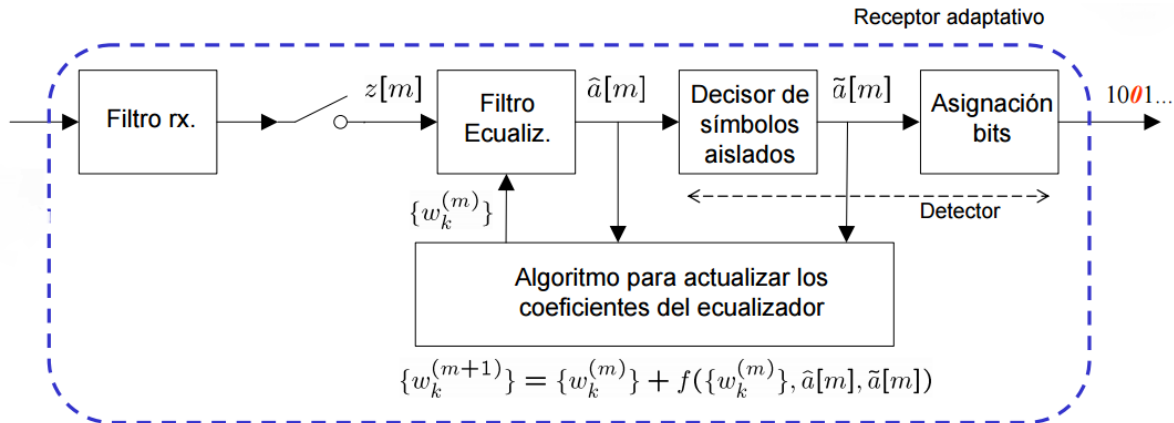 Receptor adaptativo
Filtro rx.
z[m]
Filtro
Ecualiz.
â[m]
Decisor de
símbolos
aislados
ã[m]
Asignación
bits
1001...
{w_k^{(m)}}
Detector
Algoritmo para actualizar los
coeficientes del ecualizador
{w_k^{(m+1)}} = {w_k^{(m)}} + f({w_k^{(m)}}, â[m], ã[m])